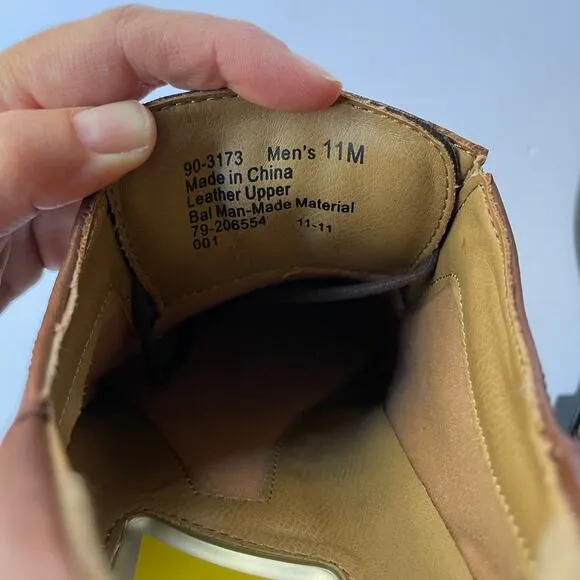 90-3173 Men's 11M
Made in China
Leather Upper
Bal Man-Made Material
79-206554 11-11
001